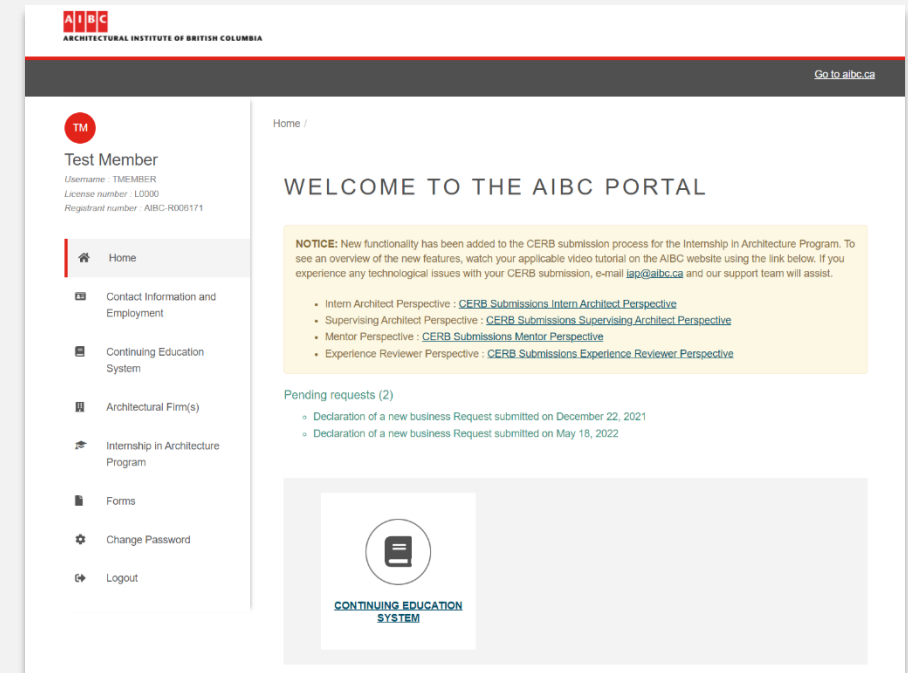 AIBC
ARCHITECTURAL INSTITUTE OF BRITISH COLUMBIA
Go to aibc.ca
TM
Test Member
Username : TMEMBER
License number : L0000
Registrant number : AIBC-R006171
Home
Contact Information and
Employment
Continuing Education
System
Architectural Firm(s)
Internship in Architecture
Program
Forms
Change Password
Logout
Home /
WELCOME TO THE AIBC PORTAL
NOTICE: New functionality has been added to the CERB submission process for the Internship in Architecture Program. To
see an overview of the new features, watch your applicable video tutorial on the AIBC website using the link below. If you
experience any technological issues with your CERB submission, e-mail iap@aibc.ca and our support team will assist.
• Intern Architect Perspective : CERB Submissions Intern Architect Perspective
• Supervising Architect Perspective : CERB Submissions Supervising Architect Perspective
• Mentor Perspective : CERB Submissions Mentor Perspective
• Experience Reviewer Perspective : CERB Submissions Experience Reviewer Perspective
Pending requests (2)
◦ Declaration of a new business Request submitted on December 22, 2021
◦ Declaration of a new business Request submitted on May 18, 2022
CONTINUING EDUCATION
SYSTEM